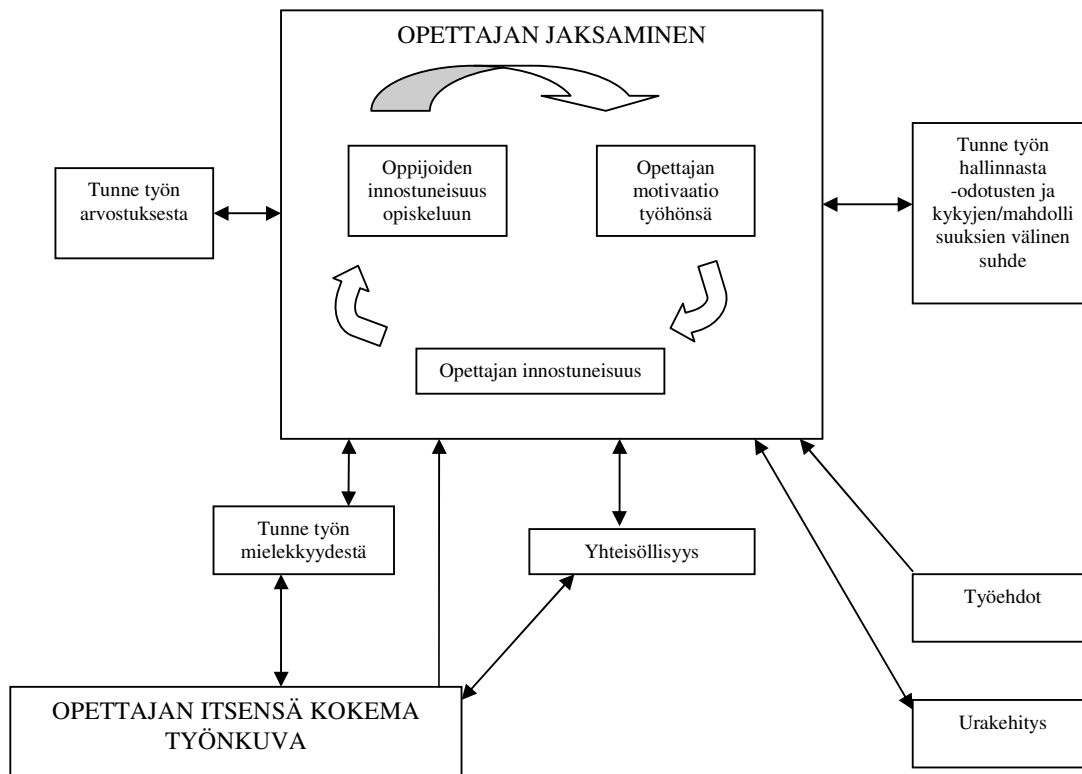 OPETTAJAN JAKSAMINEN
Tunne työn
arvostuksesta
Oppijoiden
innostuneisuus
opiskeluun
Opettajan
motivaatio
työhönsä
Tunne työn
hallinnasta
-odotusten ja
kykyjen/mahdolli
suuksien välinen
suhde
Opettajan innostuneisuus
Tunne työn
mielekkyydestä
Yhteisöllisyys
Työehdot
OPETTAJAN ITSENSÄ KOKEMA
TYÖNKUVA
Urakehitys